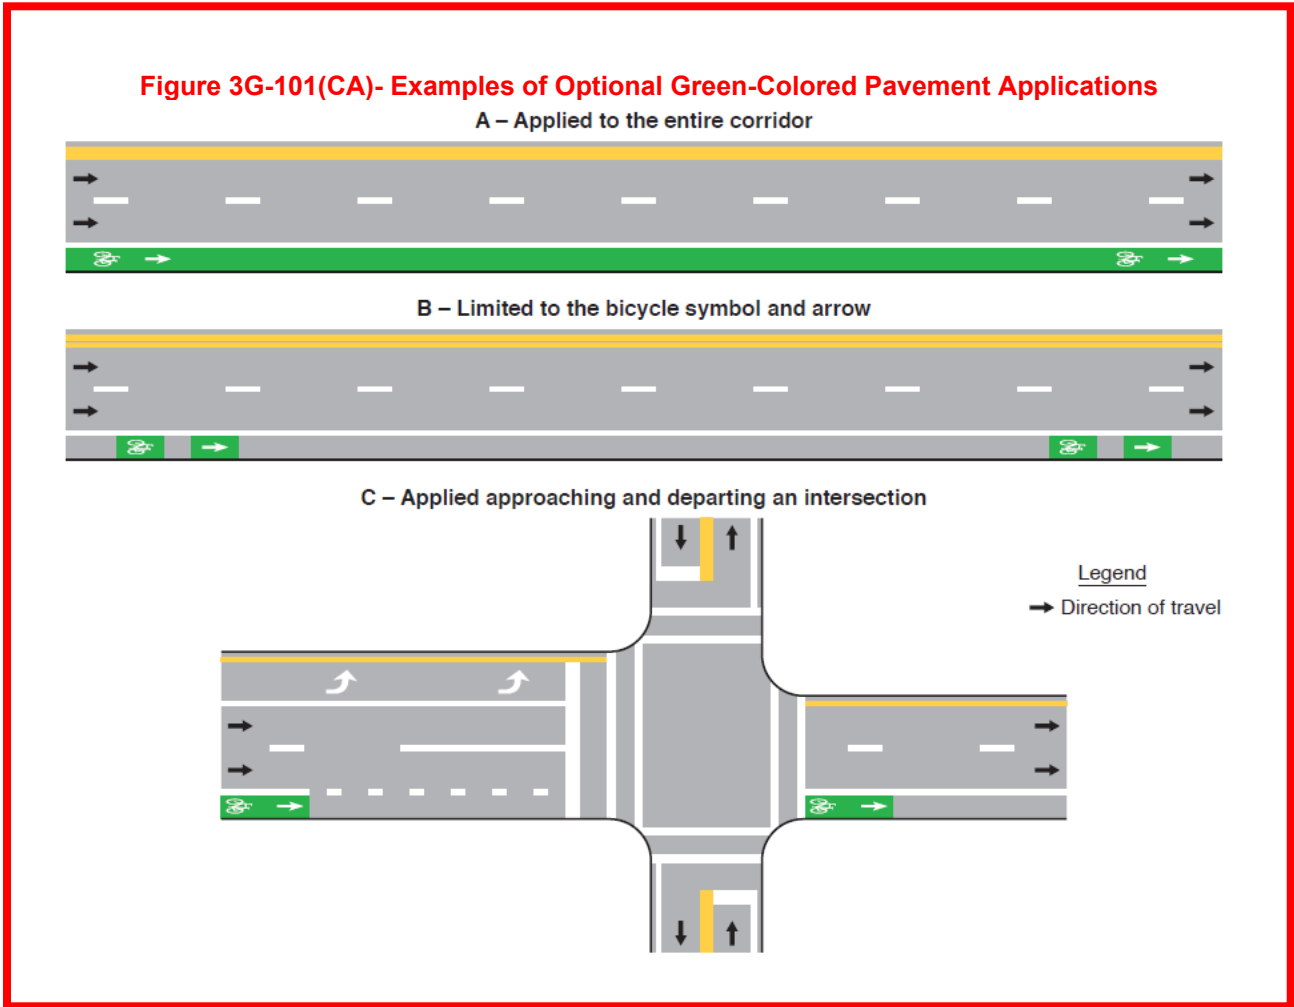 Figure 3G-101(CA)- Examples of Optional Green-Colored Pavement Applications
A – Applied to the entire corridor
B – Limited to the bicycle symbol and arrow
C – Applied approaching and departing an intersection
Legend
Direction of travel